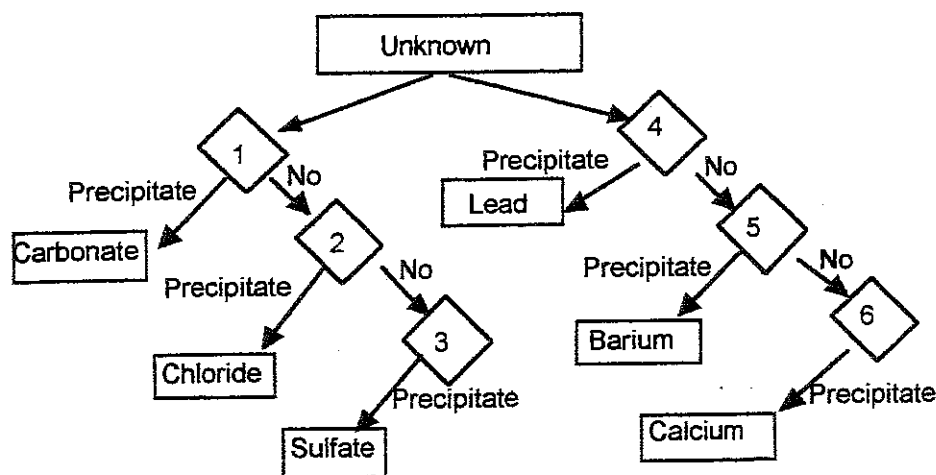 Unknown
1
4
Precipitate
No
Precipitate
No
Lead
Carbonate
2
5
Precipitate
No
Precipitate
No
Chloride
3
Barium
6
Precipitate
Precipitate
Sulfate
Calcium